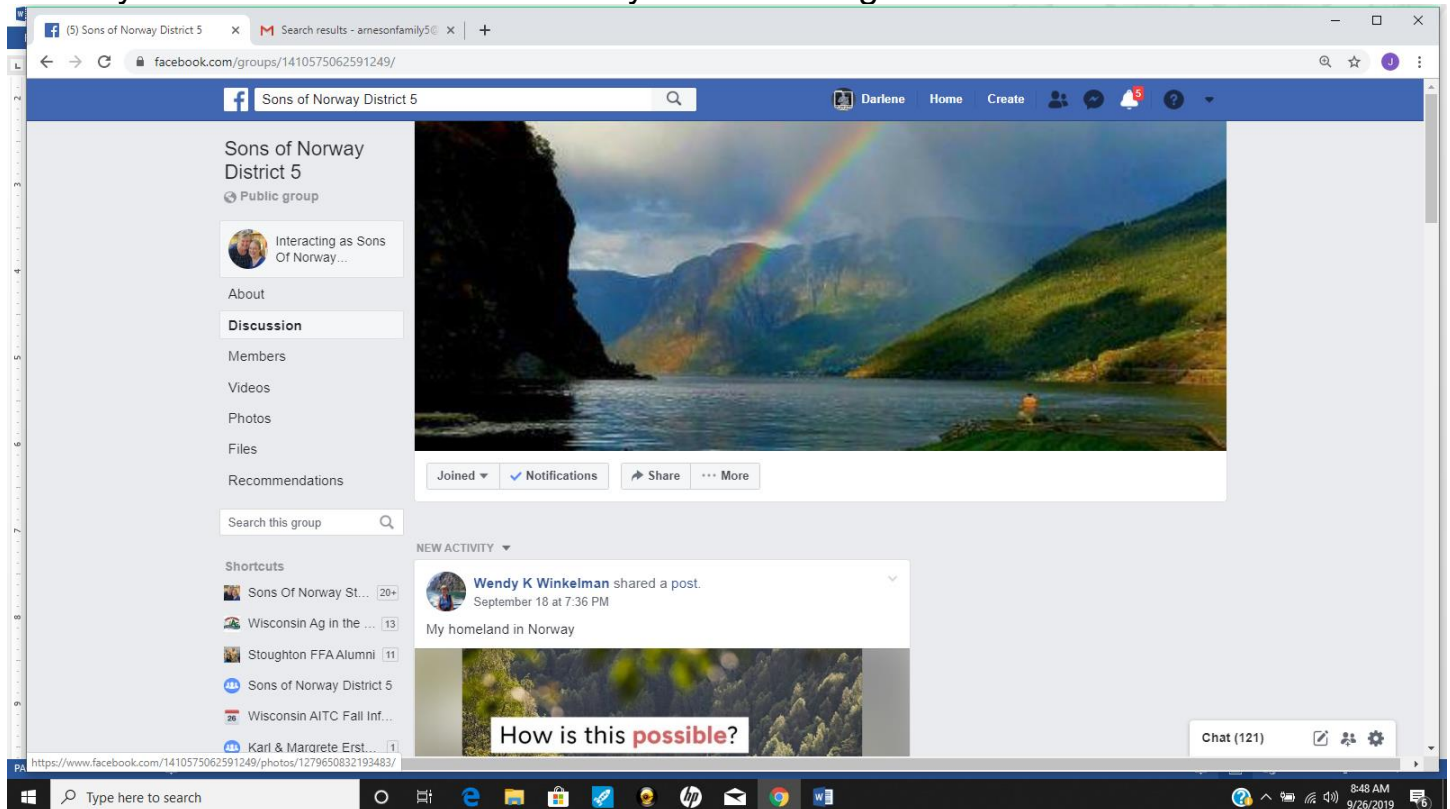 (5) Sons of Norway District 5
Search results - arnesonfamily5@
facebook.com/groups/1410575062591249/
Sons of Norway District 5
Darlene
Home
Create
5
Sons of Norway
District 5
Public group
Interacting as Sons
Of Norway...
About
Discussion
Members
Videos
Photos
Files
Recommendations
Search this group
Shortcuts
Sons Of Norway St... 20+
Wisconsin Ag in the ... 13
Stoughton FFA Alumni 11
Sons of Norway District 5
Wisconsin AITC Fall Inf...
Karl & Margrete Erst... 1
Joined
Notifications
Share
More
NEW ACTIVITY
Wendy K Winkelman shared a post.
September 18 at 7:36 PM
My homeland in Norway
How is this possible?
Chat (121)
https://www.facebook.com/1410575062591249/photos/1279650832193483/
Type here to search
8:48 AM
9/26/2019